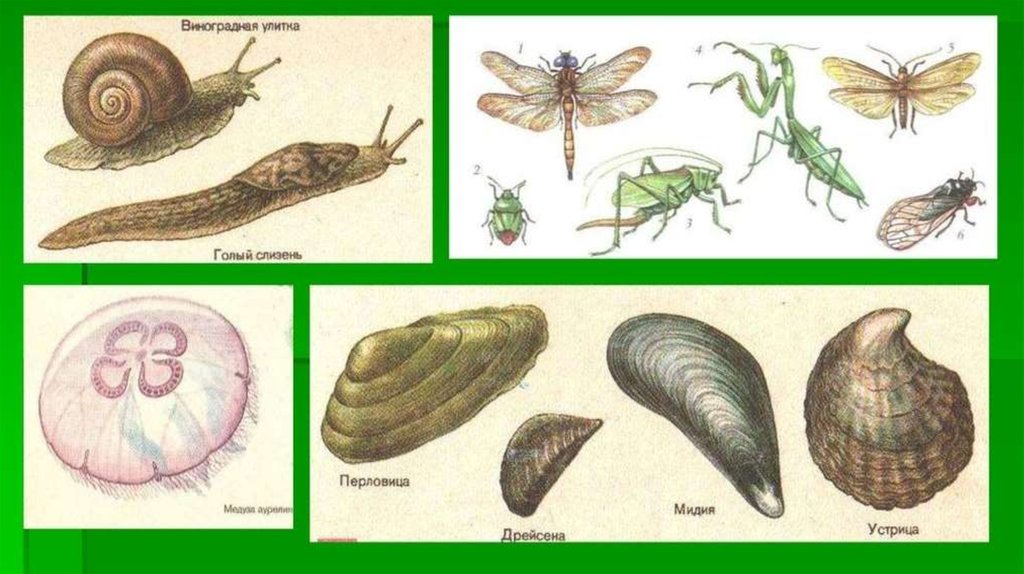 Виноградная улитка
Голый слизень
1
4
5
2
3
6
Медуза аурелия
Перловица
Дрейсена
Мидия
Устрица